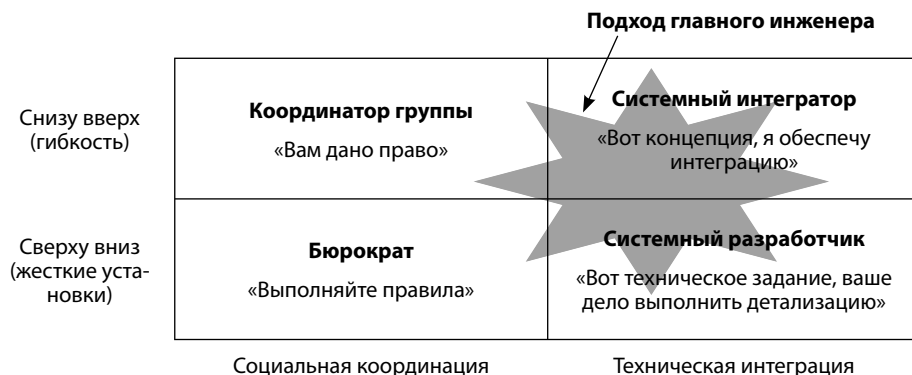 Подход главного инженера
Снизу вверх
(гибкость)
Координатор группы
«Вам дано право»
Системный интегратор
«Вот концепция, я обеспечу
интеграцию»
Сверху вниз
(жесткие уста-
новки)
Бюрократ
«Выполняйте правила»
Системный разработчик
«Вот техническое задание, ваше
дело выполнить детализацию»
Социальная координация
Техническая интеграция